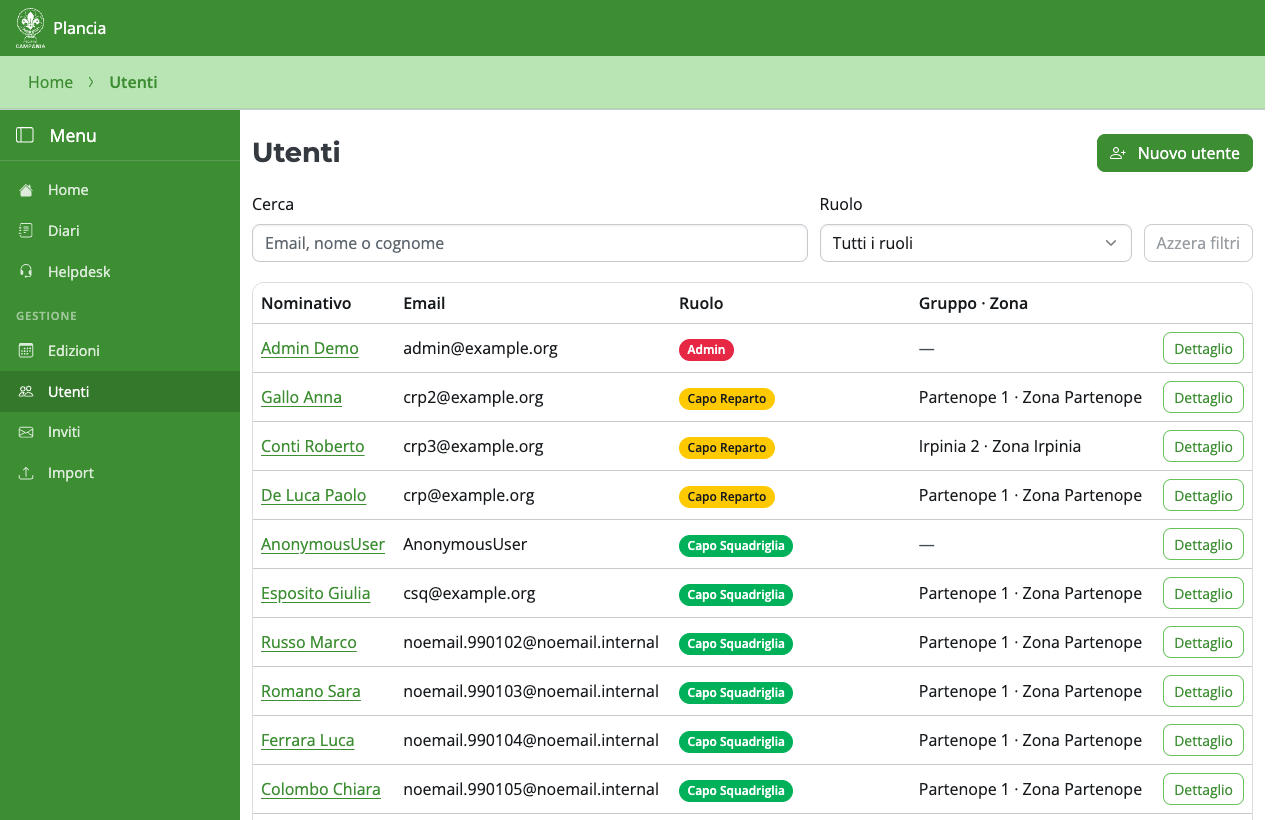 CAMPANIA
Plancia
Home › Utenti
Menu
Home
Diari
Helpdesk
GESTIONE
Edizioni
Utenti
Inviti
Import
Utenti
Nuovo utente
Cerca
Ruolo
Email, nome o cognome
Tutti i ruoli
Azzera filtri
Nominativo Email Ruolo Gruppo · Zona
Admin Demo admin@example.org Admin — Dettaglio
Gallo Anna crp2@example.org Capo Reparto Partenope 1 · Zona Partenope Dettaglio
Conti Roberto crp3@example.org Capo Reparto Irpinia 2 · Zona Irpinia Dettaglio
De Luca Paolo crp@example.org Capo Reparto Partenope 1 · Zona Partenope Dettaglio
AnonymousUser AnonymousUser Capo Squadriglia — Dettaglio
Esposito Giulia csq@example.org Capo Squadriglia Partenope 1 · Zona Partenope Dettaglio
Russo Marco noemail.990102@noemail.internal Capo Squadriglia Partenope 1 · Zona Partenope Dettaglio
Romano Sara noemail.990103@noemail.internal Capo Squadriglia Partenope 1 · Zona Partenope Dettaglio
Ferrara Luca noemail.990104@noemail.internal Capo Squadriglia Partenope 1 · Zona Partenope Dettaglio
Colombo Chiara noemail.990105@noemail.internal Capo Squadriglia Partenope 1 · Zona Partenope Dettaglio